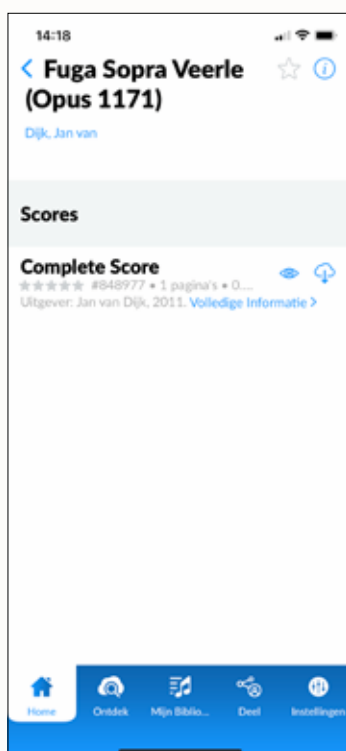 14:18
Fuga Sopra Veerle
(Opus 1171)
Dijk, Jan van
Scores
Complete Score
#848977 • 1 pagina's • 0....
Uitgever: Jan van Dijk, 2011. Volledige Informatie >
Home Ontdek Mijn Biblio... Deel Instellingen